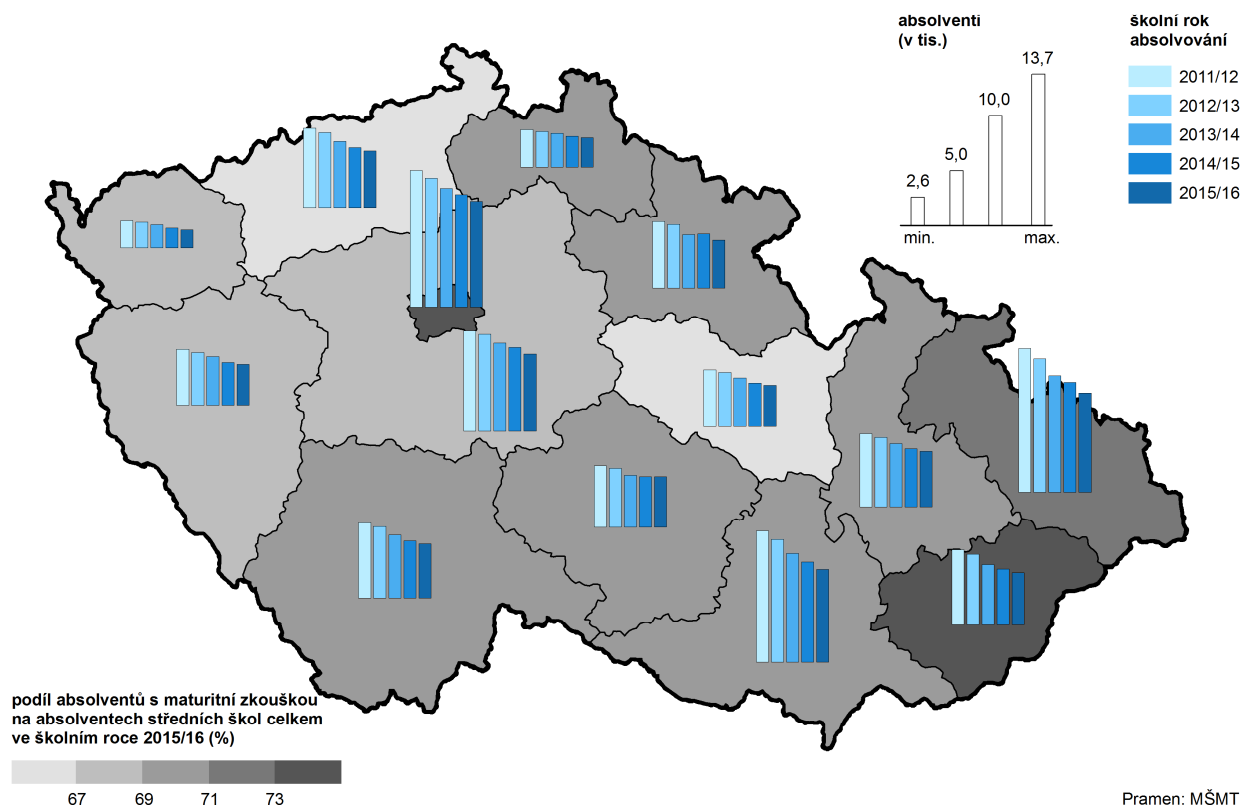 absolventi
(v tis.)
13,7
10,0
5,0
2,6
min.
max.
školní rok
absolvování
2011/12
2012/13
2013/14
2014/15
2015/16
podíl absolventů s maturitní zkouškou
na absolventech středních škol celkem
ve školním roce 2015/16 (%)
67
69
71
73
Pramen: MŠMT